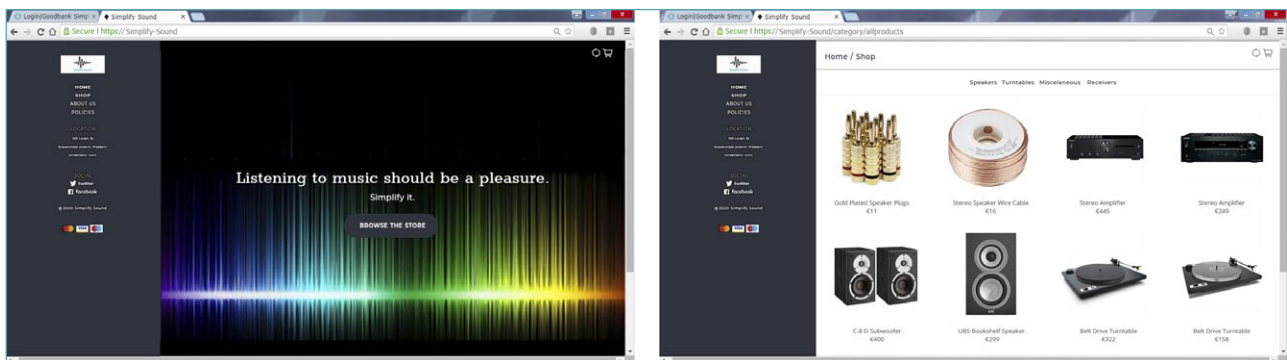 Login|Goodbank Simp
Simplify Sound
Secure | https://Simplify-Sound
HOME
SHOP
ABOUT US
POLICIES
LOCATION
SOCIAL
twitter
facebook
©2020 Simplify Sound
VISA
Listening to music should be a pleasure.
Simplify it.
BROWSE THE STORE
Login|Goodbank Simp
Simplify Sound
Secure | https://Simplify-Sound/category/allproducts
HOME
SHOP
ABOUT US
POLICIES
LOCATION
SOCIAL
twitter
facebook
©2020 Simplify Sound
VISA
Home / Shop
Speakers Turntables Miscelaneous Receivers
Gold Plated Speaker Plugs
€11
Stereo Speaker Wire Cable
€16
Stereo Amplifier
€445
Stereo Amplifier
€249
C-8 D Subwoofer
€400
UB5 Bookshelf Speaker
€299
Belt Drive Turntable
€322
Belt Drive Turntable
€158